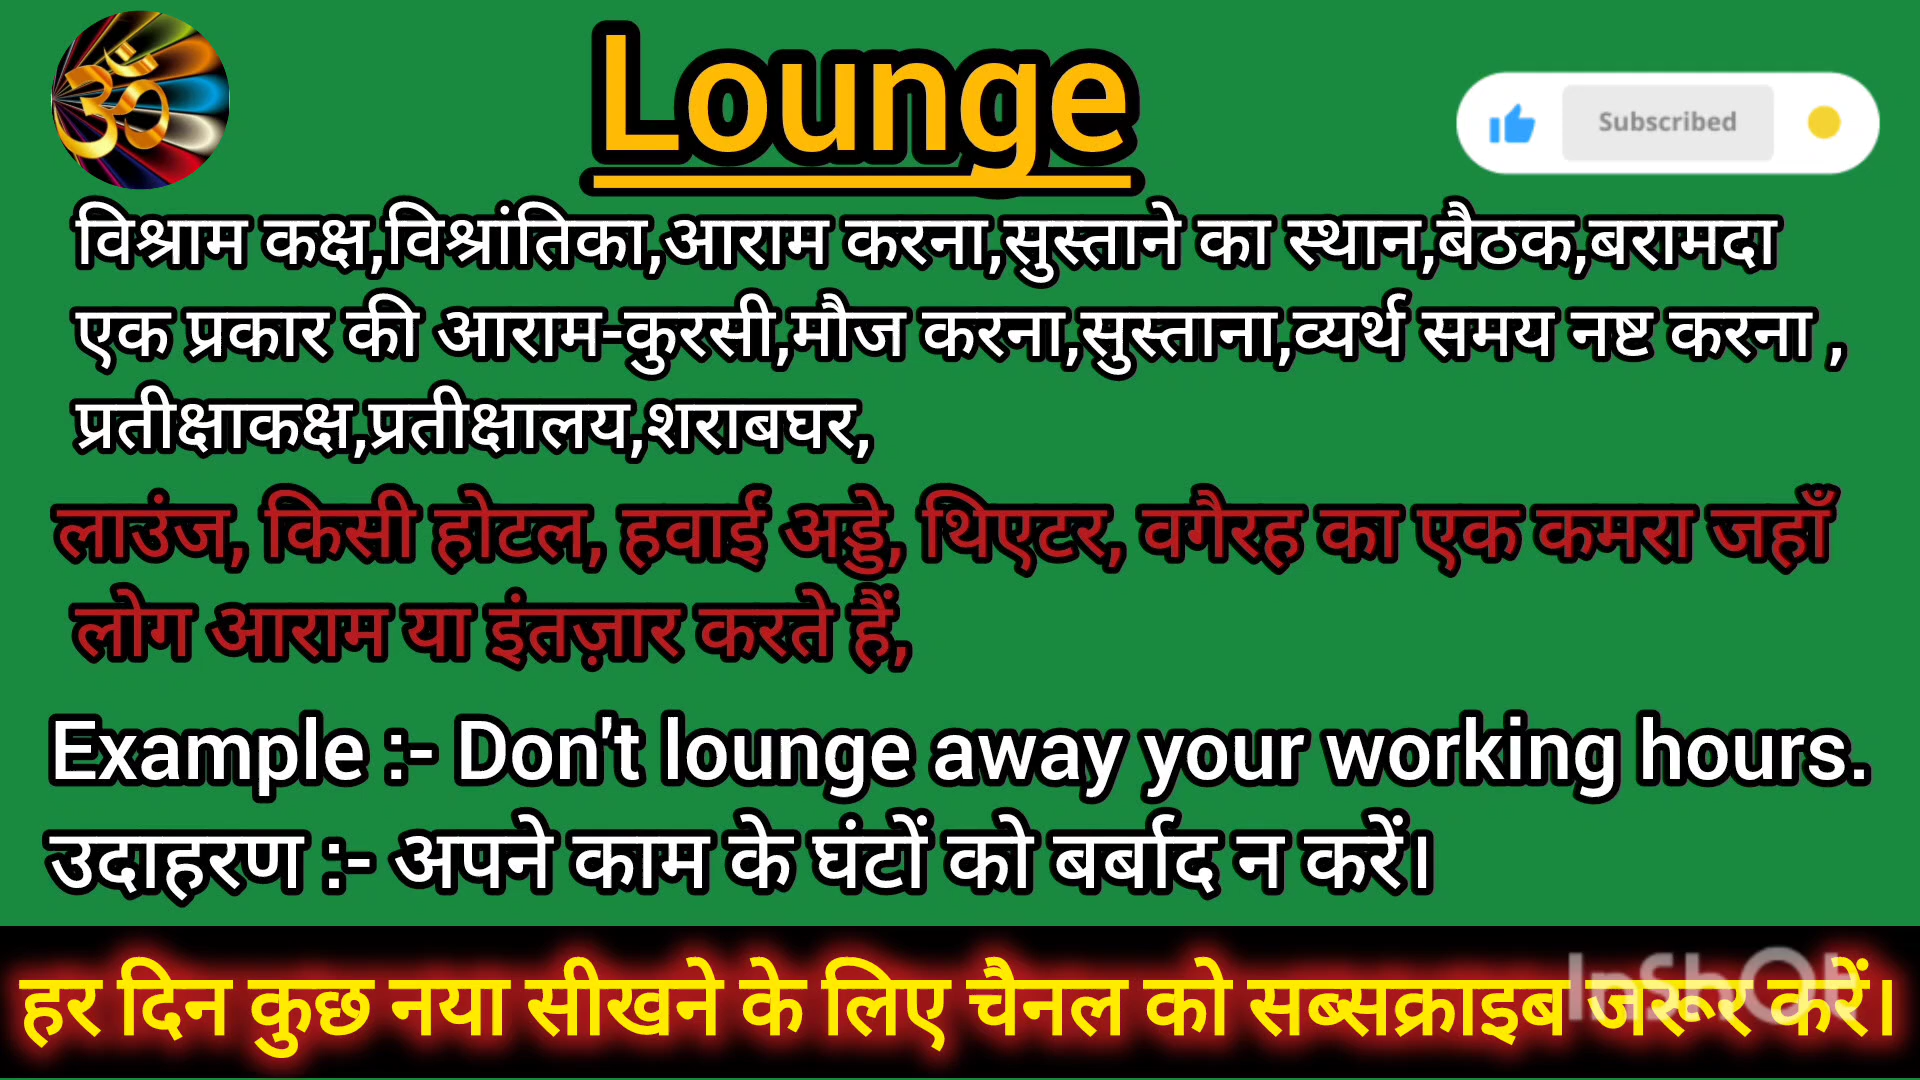 Lounge
Subscribed
विश्राम कक्ष,विश्रांतिका,आराम करना,सुस्ताने का स्थान,बैठक,बरामदा
एक प्रकार की आराम-कुरसी,मौज करना,सुस्ताना,व्यर्थ समय नष्ट करना ,
प्रतीक्षाकक्ष,प्रतीक्षालय,शराबघर,
लाउंज, किसी होटल, हवाई अड्डे, थिएटर, वगैरह का एक कमरा जहाँ
लोग आराम या इंतज़ार करते हैं,
Example :- Don't lounge away your working hours.
उदाहरण :- अपने काम के घंटों को बर्बाद न करें।
हर दिन कुछ नया सीखने के लिए चैनल को सब्सक्राइब जरूर करें।
InShOt